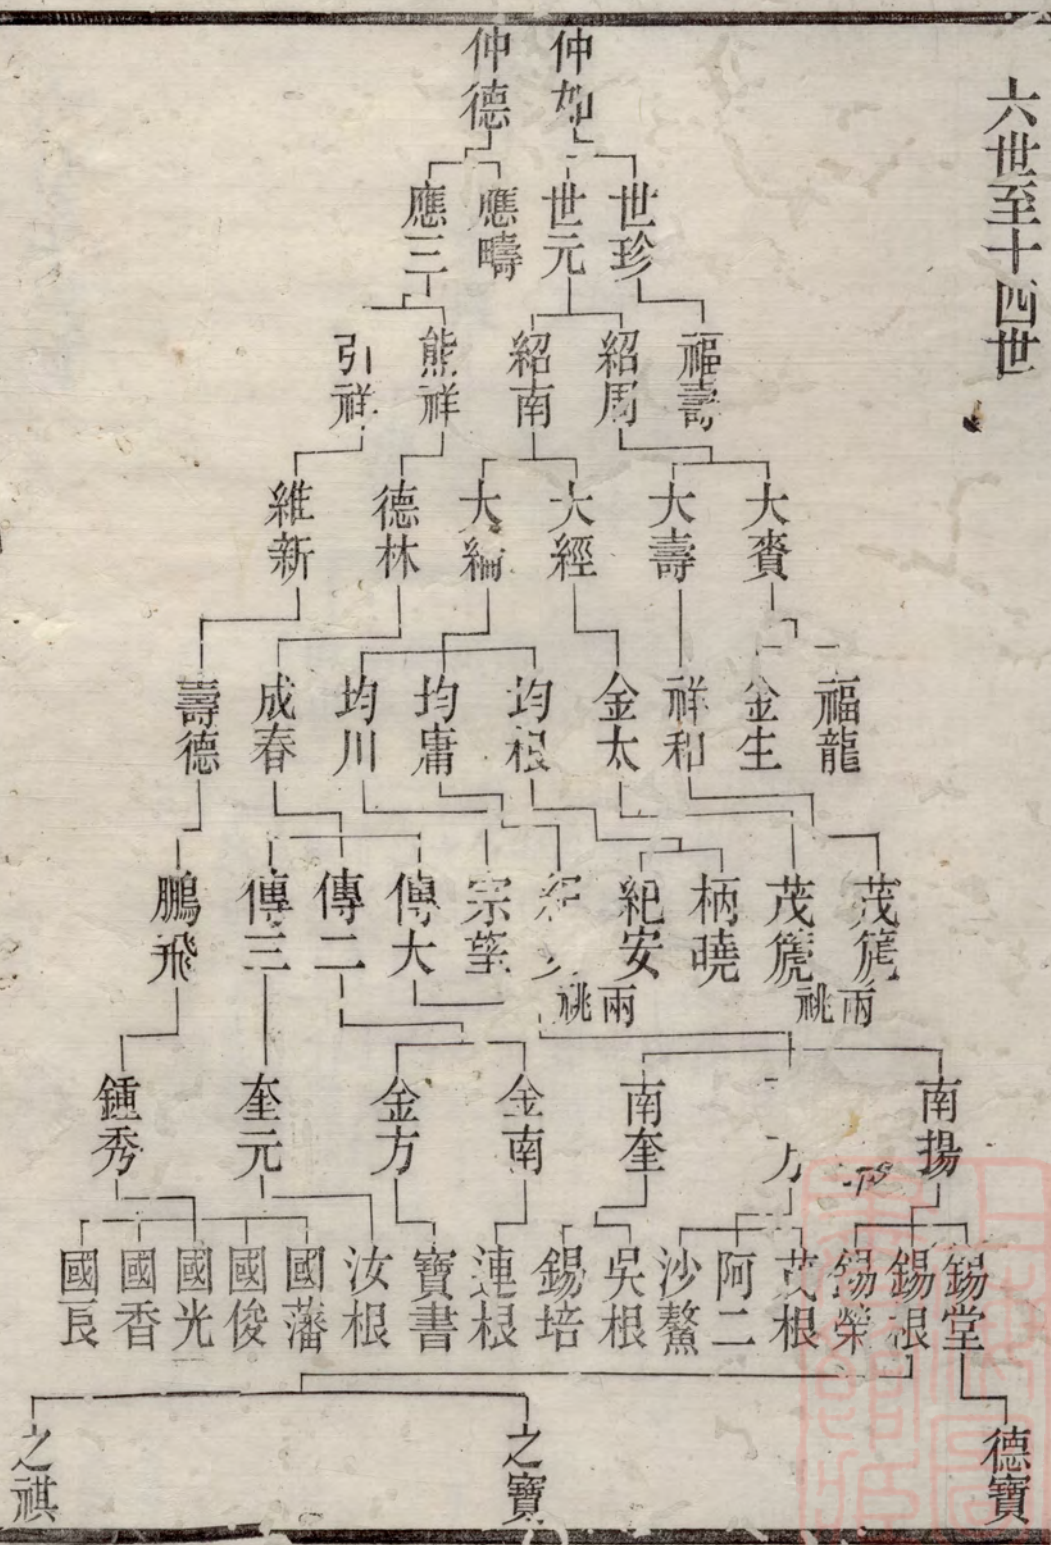 六世至十四世
仲如 仲德
世珍 世元 應疇 應三
福壽 紹周 紹南 熊祥 引祥
大賚 大壽 大經 大綸 德林 維新
福龍 金生 祥和 金太 均根 均庸 均川 成春 壽德
茂箎 茂箎 兩祧 柄曉 紀安 兩祧 宗望 傳大 傳二 傳三 鵬飛
南揚 方 南奎 金南 金方 奎元 鍾秀
錫堂 錫根 錫榮 茂根 阿二 沙鰲 吳根 錫培 連根 寶書 汝根 國藩 國俊 國光 國香 國良
德寶 之寶 之祺